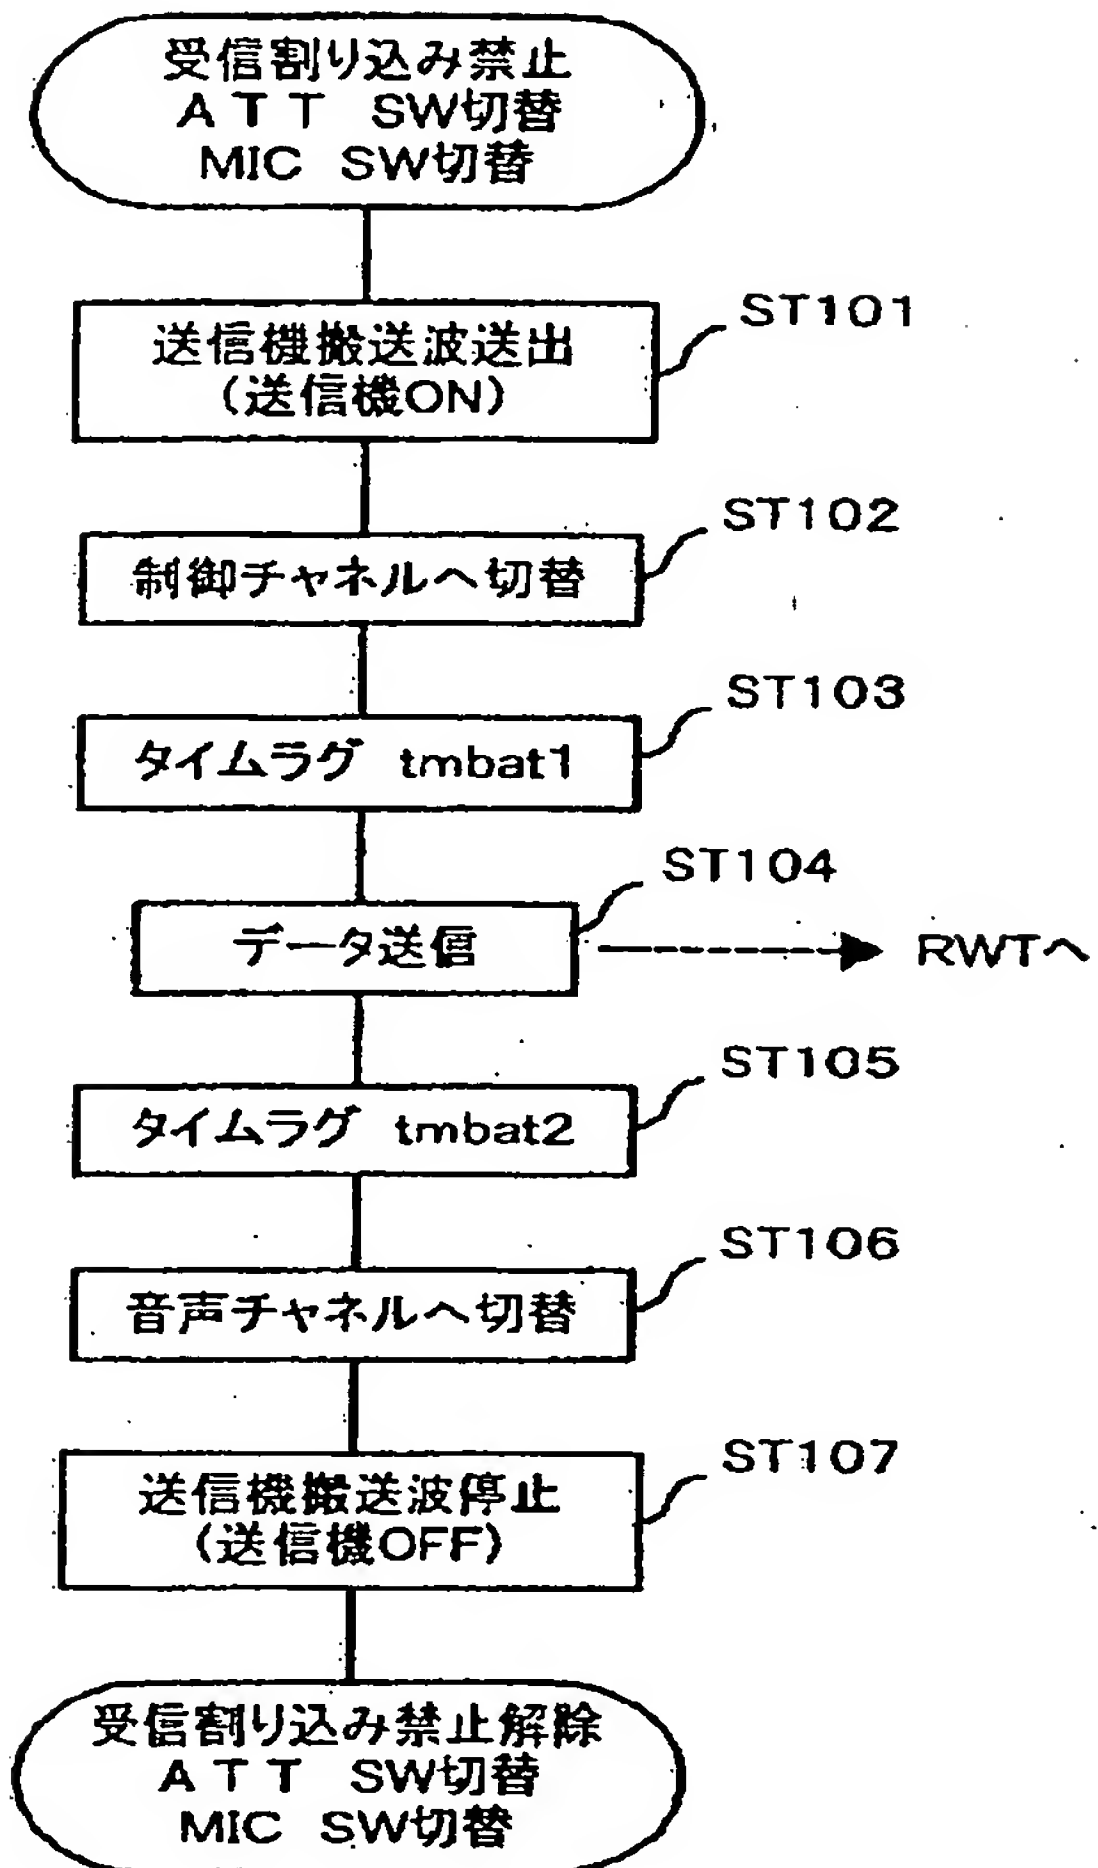 受信割り込み禁止
ATT SW切替
MIC SW切替
ST101
送信機搬送波送出
(送信機ON)
ST102
制御チャネルへ切替
ST103
タイムラグ tmbat1
ST104
データ送信
RWTへ
ST105
タイムラグ tmbat2
ST106
音声チャネルへ切替
ST107
送信機搬送波停止
(送信機OFF)
受信割り込み禁止解除
ATT SW切替
MIC SW切替